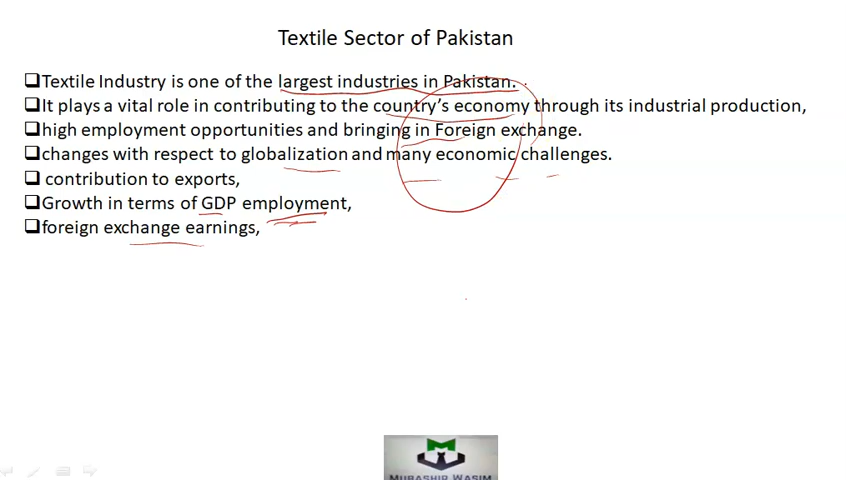 Textile Sector of Pakistan
❑Textile Industry is one of the largest industries in Pakistan.
❑It plays a vital role in contributing to the country's economy through its industrial production,
❑high employment opportunities and bringing in Foreign exchange.
❑changes with respect to globalization and many economic challenges.
❑ contribution to exports,
❑Growth in terms of GDP employment,
❑foreign exchange earnings,
MUBASHIR WASIM